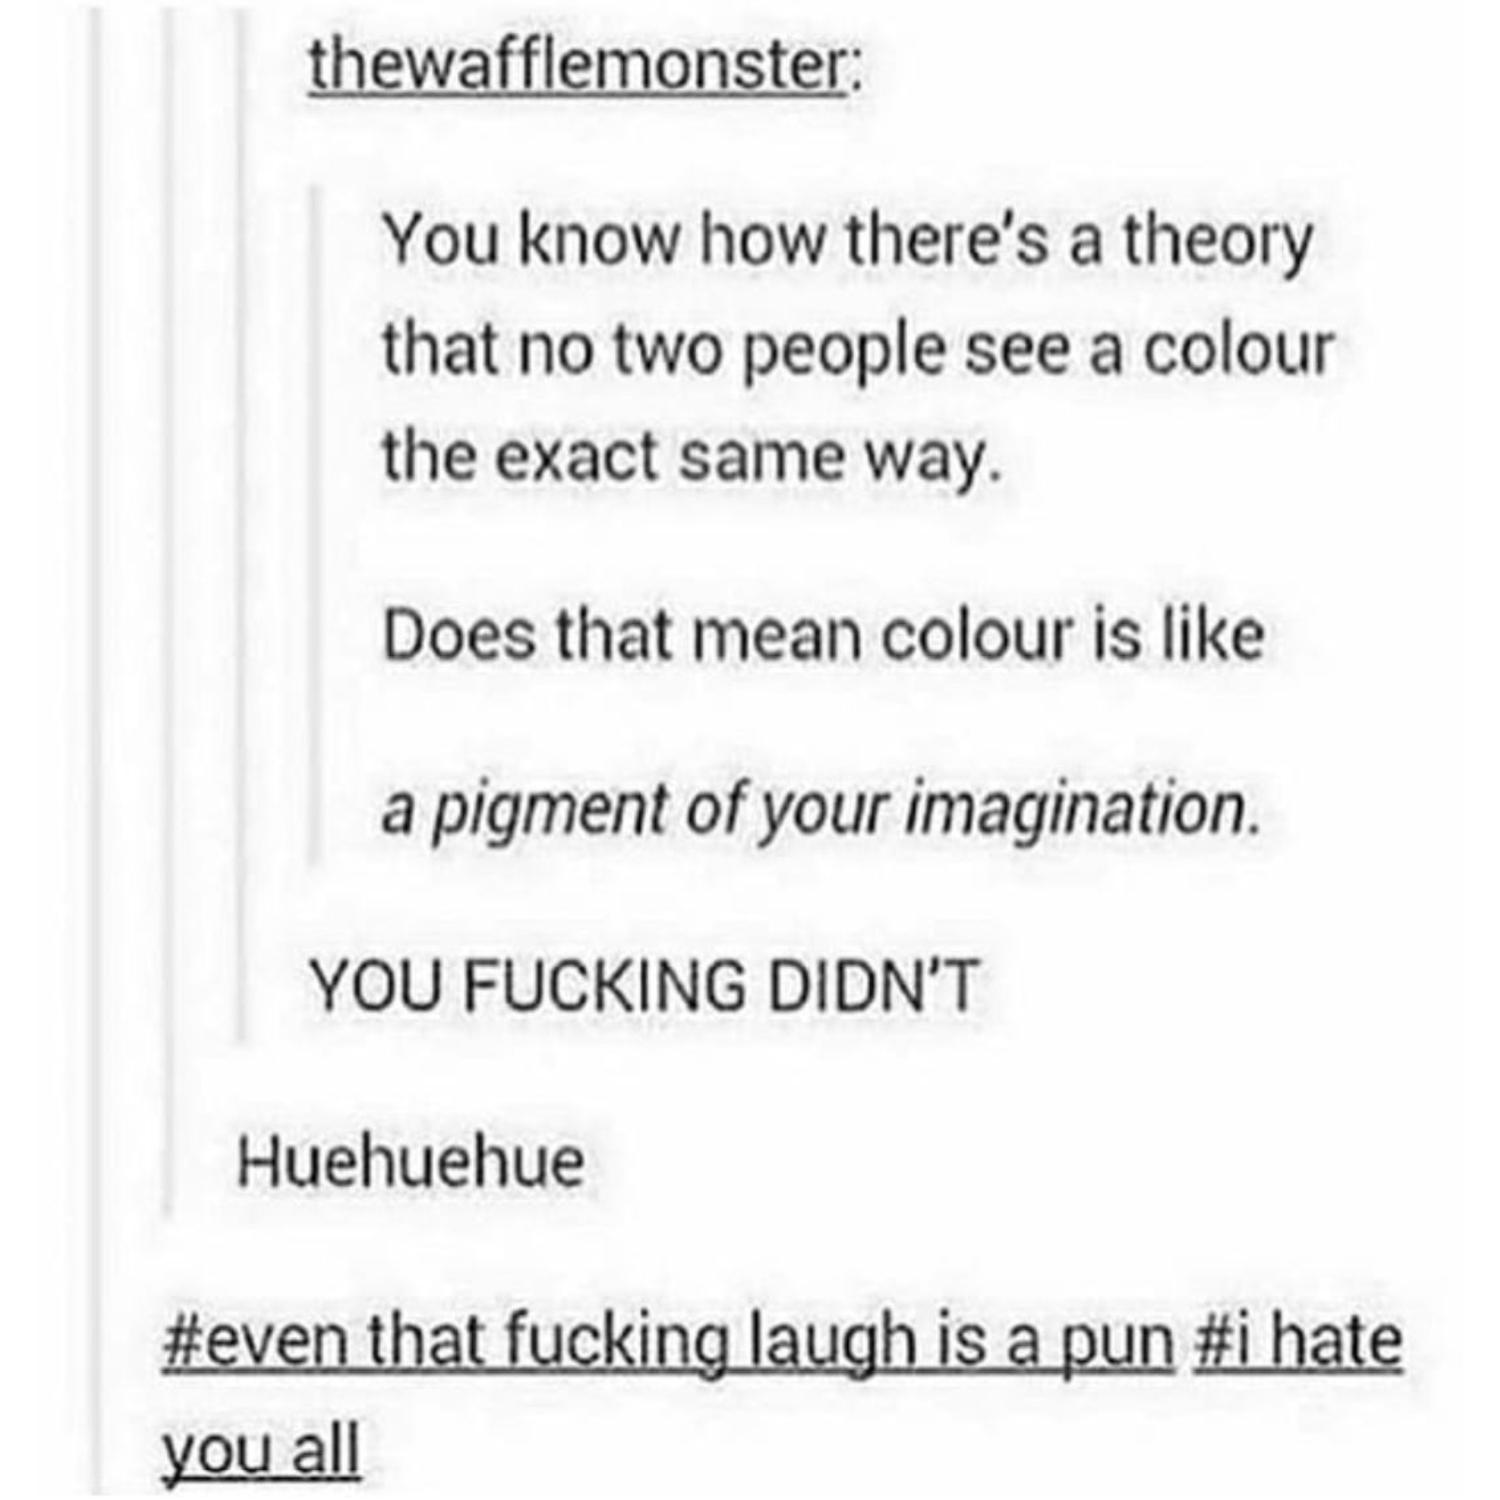 thewafflemonster:
You know how there's a theory
that no two people see a colour
the exact same way.
Does that mean colour is like
a pigment of your imagination.
YOU FUCKING DIDN'T
Huehuehue
#even that fucking laugh is a pun #i hate
you all